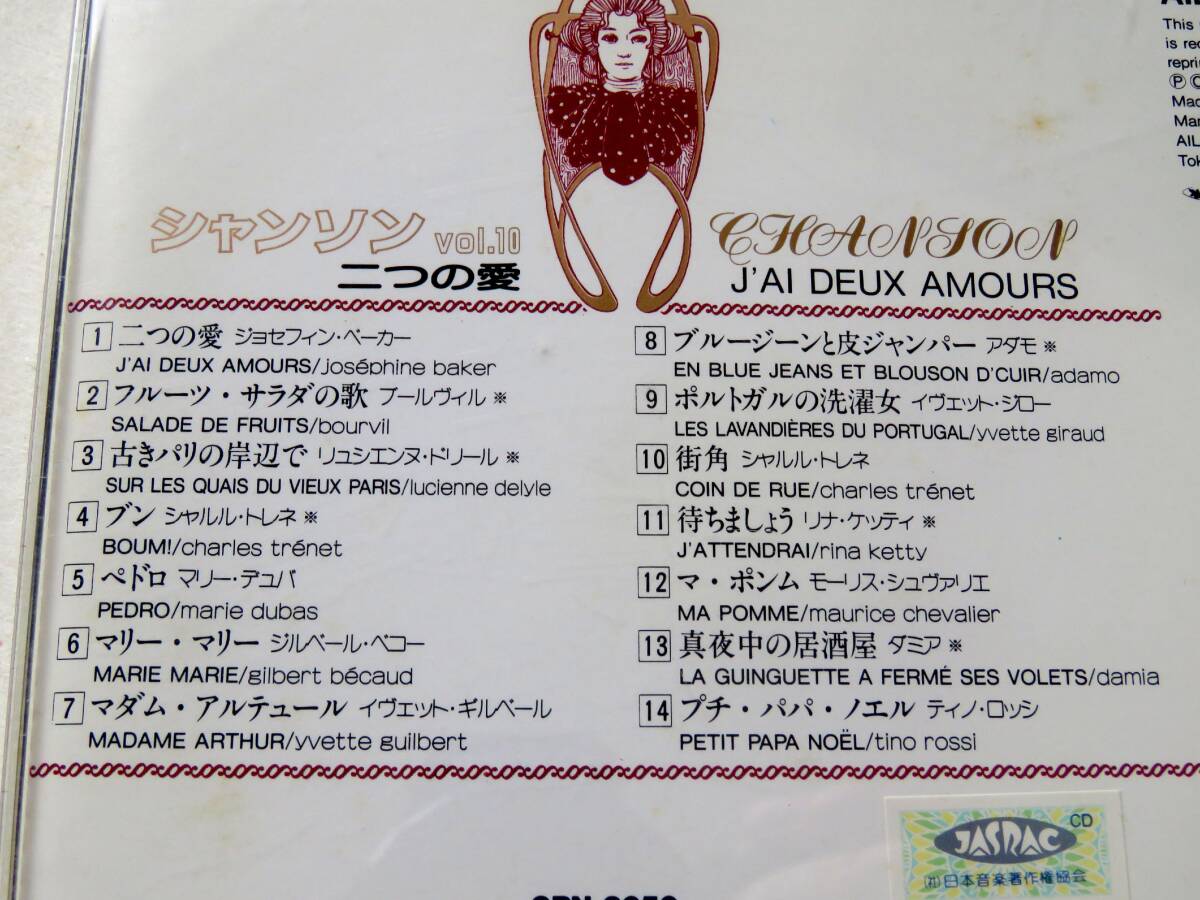 シャンソン vol.10
二つの愛
CHANSON
J'AI DEUX AMOURS
1 二つの愛 ジョセフィン・ベーカー
J'AI DEUX AMOURS/joséphine baker
2 フルーツ・サラダの歌 ブールヴィル ※
SALADE DE FRUITS/bourvil
3 古きパリの岸辺で リュシエンヌ・ドリール ※
SUR LES QUAIS DU VIEUX PARIS/lucienne delyle
4 ブン シャルル・トレネ ※
BOUM!/charles trénet
5 ペドロ マリー・デュバ
PEDRO/marie dubas
6 マリー・マリー ジルベール・ベコー
MARIE MARIE/gilbert bécaud
7 マダム・アルテュール イヴェット・ギルベール
MADAME ARTHUR/yvette guilbert
8 ブルージーンと皮ジャンパー アダモ ※
EN BLUE JEANS ET BLOUSON D'CUIR/adamo
9 ポルトガルの洗濯女 イヴェット・ジロー
LES LAVANDIÈRES DU PORTUGAL/yvette giraud
10 街角 シャルル・トレネ
COIN DE RUE/charles trénet
11 待ちましょう リナ・ケッティ ※
J'ATTENDRAI/rina ketty
12 マ・ポンム モーリス・シュヴァリエ
MA POMME/maurice chevalier
13 真夜中の居酒屋 ダミア ※
LA GUINGUETTE A FERMÉ SES VOLETS/damia
14 プチ・パパ・ノエル ティノ・ロッシ
PETIT PAPA NOËL/tino rossi
This
is
Ⓟ
JASRAC CD
(社)日本音楽著作権協会